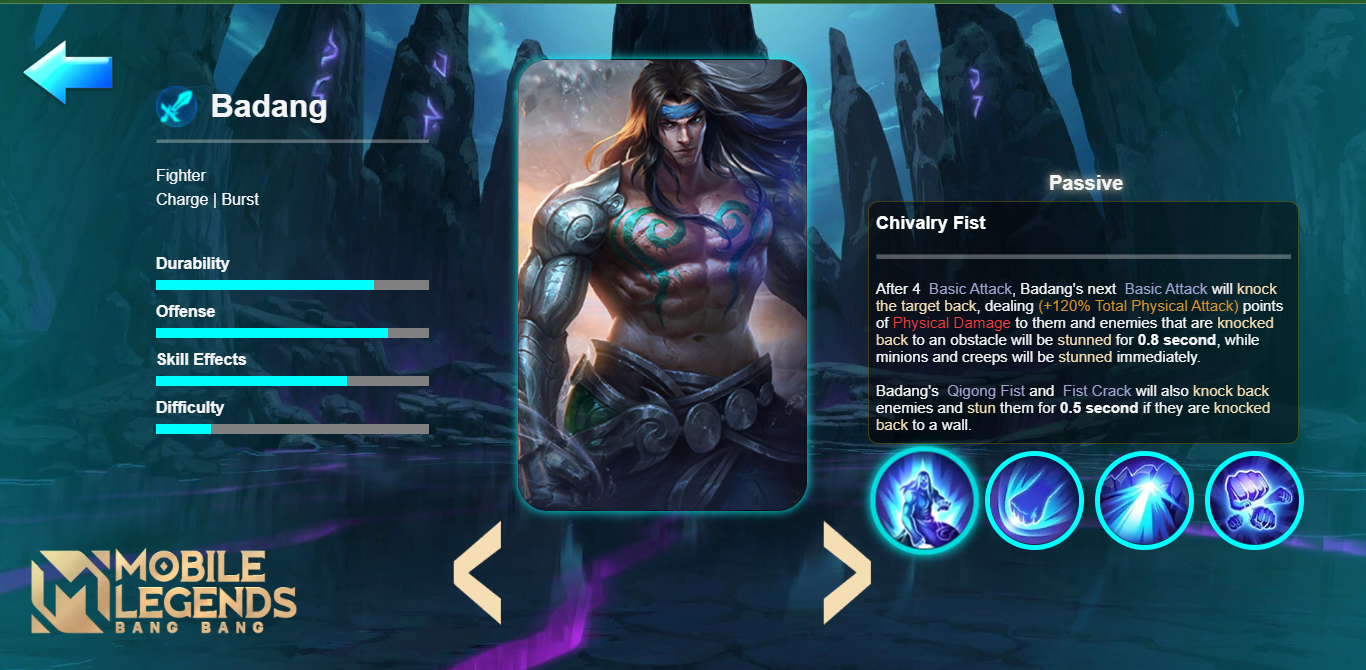 Badang
Fighter
Charge | Burst
Durability
Offense
Skill Effects
Difficulty
Passive
Chivalry Fist
After 4 Basic Attack, Badang's next Basic Attack will knock
the target back, dealing (+120% Total Physical Attack) points
of Physical Damage to them and enemies that are knocked
back to an obstacle will be stunned for 0.8 second, while
minions and creeps will be stunned immediately.
Badang's Qigong Fist and Fist Crack will also knock back
enemies and stun them for 0.5 second if they are knocked
back to a wall.
MOBILE
LEGENDS
BANG BANG